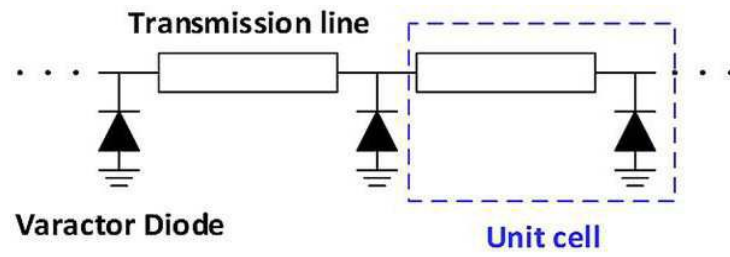 Transmission line
Varactor Diode
Unit cell